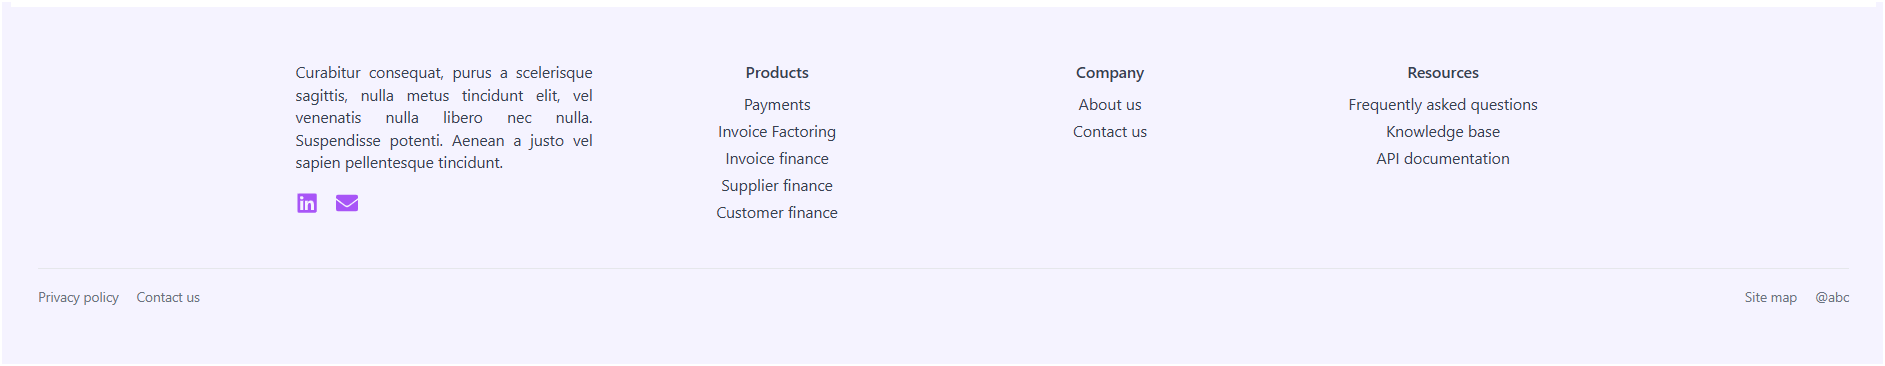 Curabitur consequat, purus a scelerisque
sagittis, nulla metus tincidunt elit, vel
venenatis nulla libero nec nulla.
Suspendisse potenti. Aenean a justo vel
sapien pellentesque tincidunt.
in
Products
Payments
Invoice Factoring
Invoice finance
Supplier finance
Customer finance
Company
About us
Contact us
Resources
Frequently asked questions
Knowledge base
API documentation
Privacy policy Contact us
Site map @abc